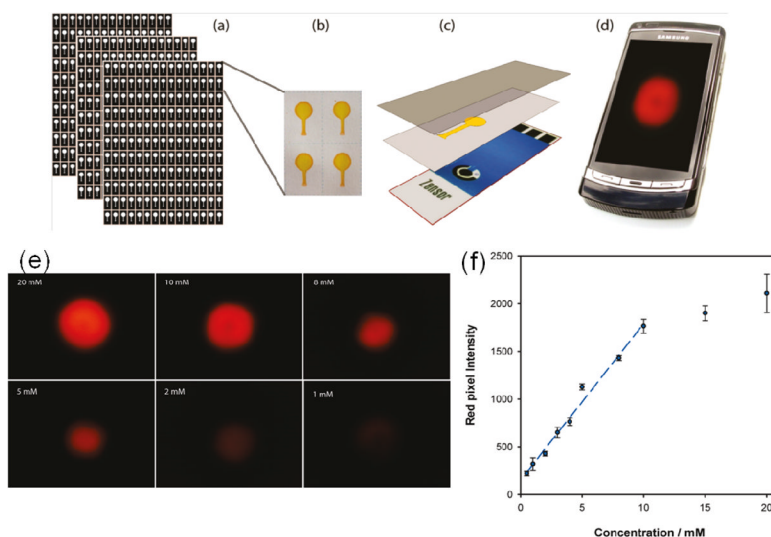 (a)
(b)
(c)
(d)
Zensor
SAMSUNG
(e)
20 mM
10 mM
8 mM
5 mM
2 mM
1 mM
(f)
2500
2000
1500
1000
500
0
Red pixel Intensity
0
5
10
15
20
Concentration / mM